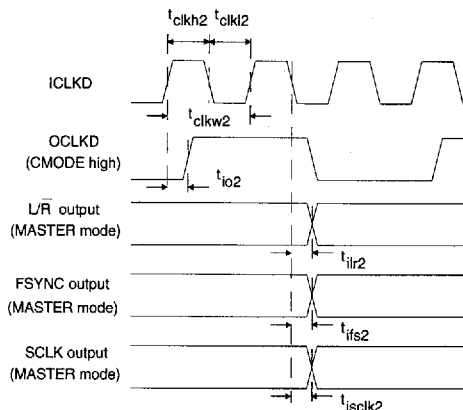 tclkh2 tclkl2
ICLKD
tclkw2
OCLKD
(CMODE high)
tio2
L/R̅ output
(MASTER mode)
tilr2
FSYNC output
(MASTER mode)
tifs2
SCLK output
(MASTER mode)
tisclk2